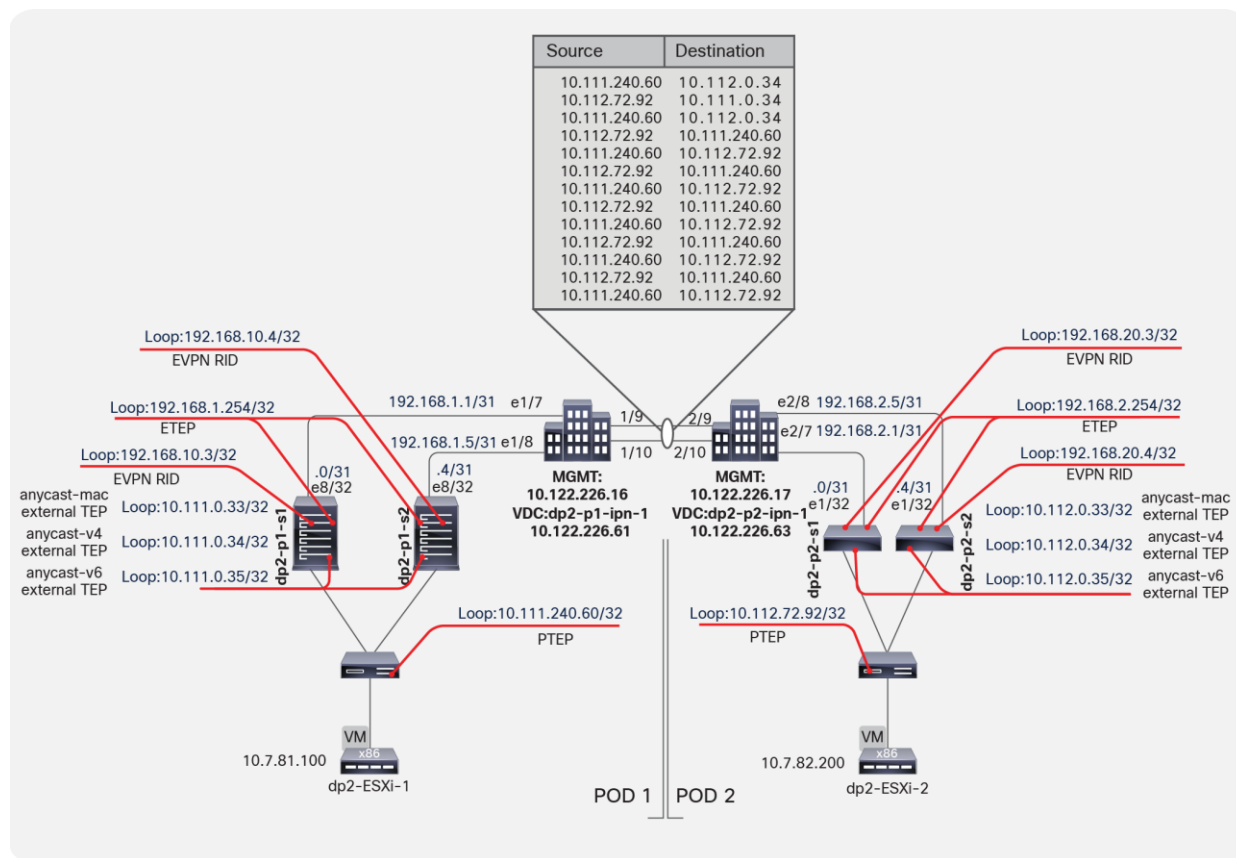 Source Destination
10.111.240.60 10.112.0.34
10.112.72.92 10.111.0.34
10.111.240.60 10.112.0.34
10.112.72.92 10.111.240.60
10.111.240.60 10.112.72.92
10.112.72.92 10.111.240.60
10.111.240.60 10.112.72.92
10.112.72.92 10.111.240.60
10.111.240.60 10.112.72.92
10.112.72.92 10.111.240.60
10.111.240.60 10.112.72.92
10.112.72.92 10.111.240.60
10.111.240.60 10.112.72.92
Loop:192.168.10.4/32
EVPN RID
Loop:192.168.1.254/32
ETEP
Loop:192.168.10.3/32
EVPN RID
anycast-mac
external TEP
Loop:10.111.0.33/32
anycast-v4
external TEP
Loop:10.111.0.34/32
anycast-v6
external TEP
Loop:10.111.0.35/32
192.168.1.1/31 e1/7
192.168.1.5/31 e1/8
.0/31
e8/32
.4/31
e8/32
dp2-p1-s1
dp2-p1-s2
1/9
1/10
2/9
2/10
MGMT:
10.122.226.16
VDC:dp2-p1-ipn-1
10.122.226.61
MGMT:
10.122.226.17
VDC:dp2-p2-ipn-1
10.122.226.63
e2/8 192.168.2.5/31
e2/7 192.168.2.1/31
.0/31
e1/32
.4/31
e1/32
dp2-p2-s1
dp2-p2-s2
Loop:192.168.20.3/32
EVPN RID
Loop:192.168.2.254/32
ETEP
Loop:192.168.20.4/32
EVPN RID
Loop:10.112.0.33/32
anycast-mac
external TEP
Loop:10.112.0.34/32
anycast-v4
external TEP
Loop:10.112.0.35/32
anycast-v6
external TEP
Loop:10.111.240.60/32
PTEP
Loop:10.112.72.92/32
PTEP
VM
x86
10.7.81.100
dp2-ESXi-1
VM
x86
10.7.82.200
dp2-ESXi-2
POD 1 POD 2